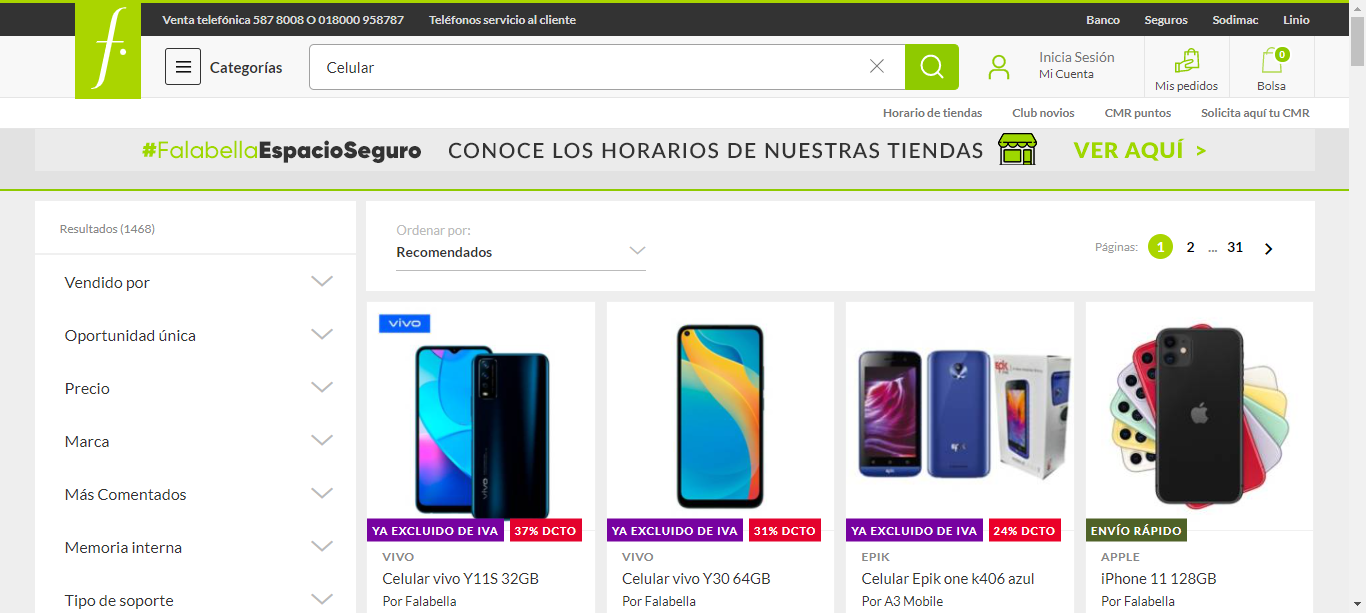 Venta telefónica 587 8008 O 018000 958787 Teléfonos servicio al cliente Banco Seguros Sodimac Linio
f.
Categorías Celular Inicia Sesión
Mi Cuenta
Mis pedidos
0
Bolsa
Horario de tiendas Club novios CMR puntos Solicita aquí tu CMR
#FalabellaEspacioSeguro CONOCE LOS HORARIOS DE NUESTRAS TIENDAS VER AQUÍ >
Resultados (1468)
Vendido por
Oportunidad única
Precio
Marca
Más Comentados
Memoria interna
Tipo de soporte
Ordenar por:
Recomendados
Páginas: 1 2 ... 31
vivo
vivo
YA EXCLUIDO DE IVA 37% DCTO
VIVO
Celular vivo Y11S 32GB
Por Falabella
YA EXCLUIDO DE IVA 31% DCTO
VIVO
Celular vivo Y30 64GB
Por Falabella
epik
YA EXCLUIDO DE IVA 24% DCTO
EPIK
Celular Epik one k406 azul
Por A3 Mobile
ENVÍO RÁPIDO
APPLE
iPhone 11 128GB
Por Falabella